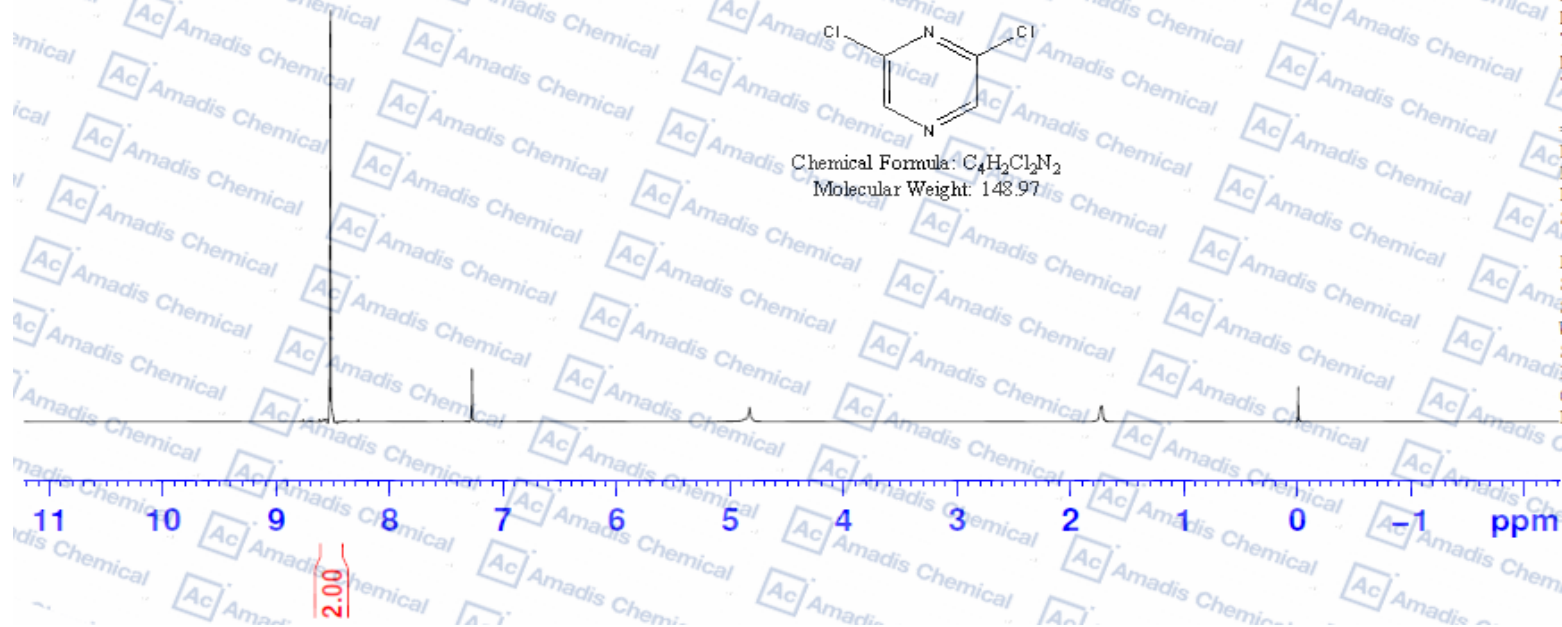 Cl N Cl
N
Chemical Formula: C₄H₂Cl₂N₂
Molecular Weight: 148.97
11 10 9 8 7 6 5 4 3 2 1 0 −1 ppm
2.00
Ac Amadis Chemical